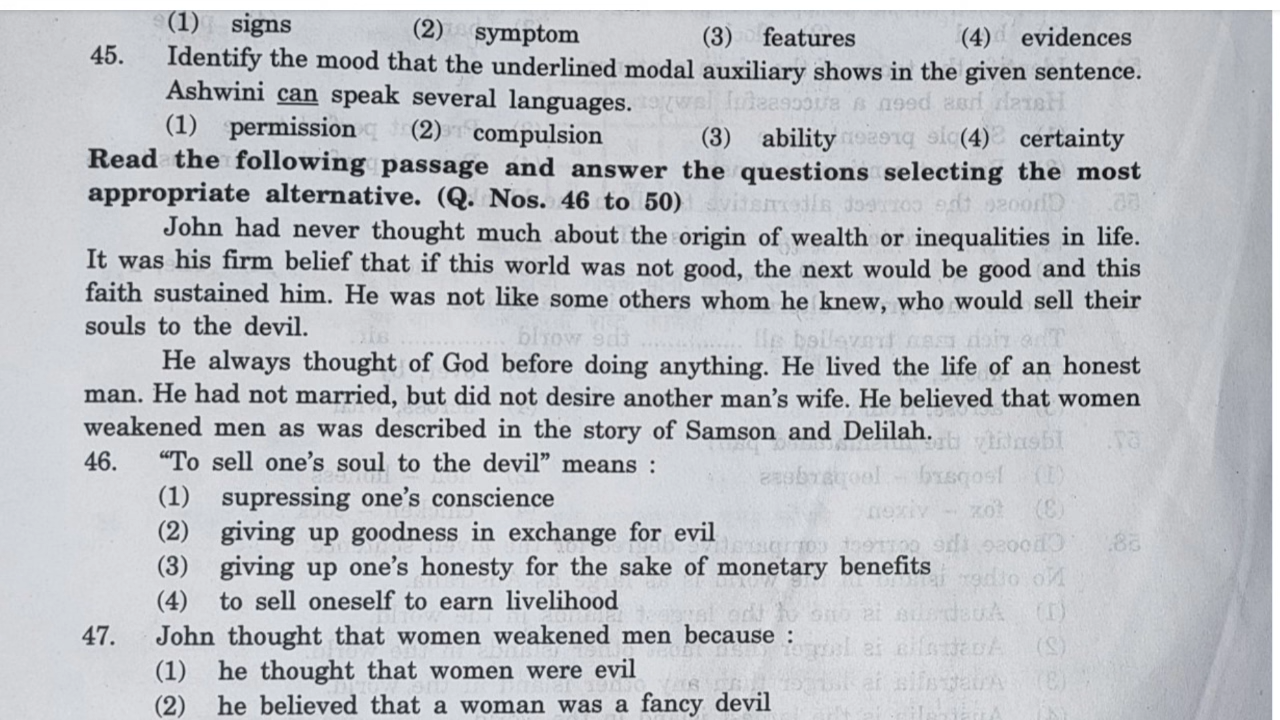 (1) signs (2) symptom (3) features (4) evidences
45. Identify the mood that the underlined modal auxiliary shows in the given sentence.
Ashwini can speak several languages.
(1) permission (2) compulsion (3) ability (4) certainty
Read the following passage and answer the questions selecting the most
appropriate alternative. (Q. Nos. 46 to 50)
John had never thought much about the origin of wealth or inequalities in life.
It was his firm belief that if this world was not good, the next would be good and this
faith sustained him. He was not like some others whom he knew, who would sell their
souls to the devil.
He always thought of God before doing anything. He lived the life of an honest
man. He had not married, but did not desire another man's wife. He believed that women
weakened men as was described in the story of Samson and Delilah.
46. “To sell one's soul to the devil” means :
(1) supressing one's conscience
(2) giving up goodness in exchange for evil
(3) giving up one's honesty for the sake of monetary benefits
(4) to sell oneself to earn livelihood
47. John thought that women weakened men because :
(1) he thought that women were evil
(2) he believed that a woman was a fancy devil